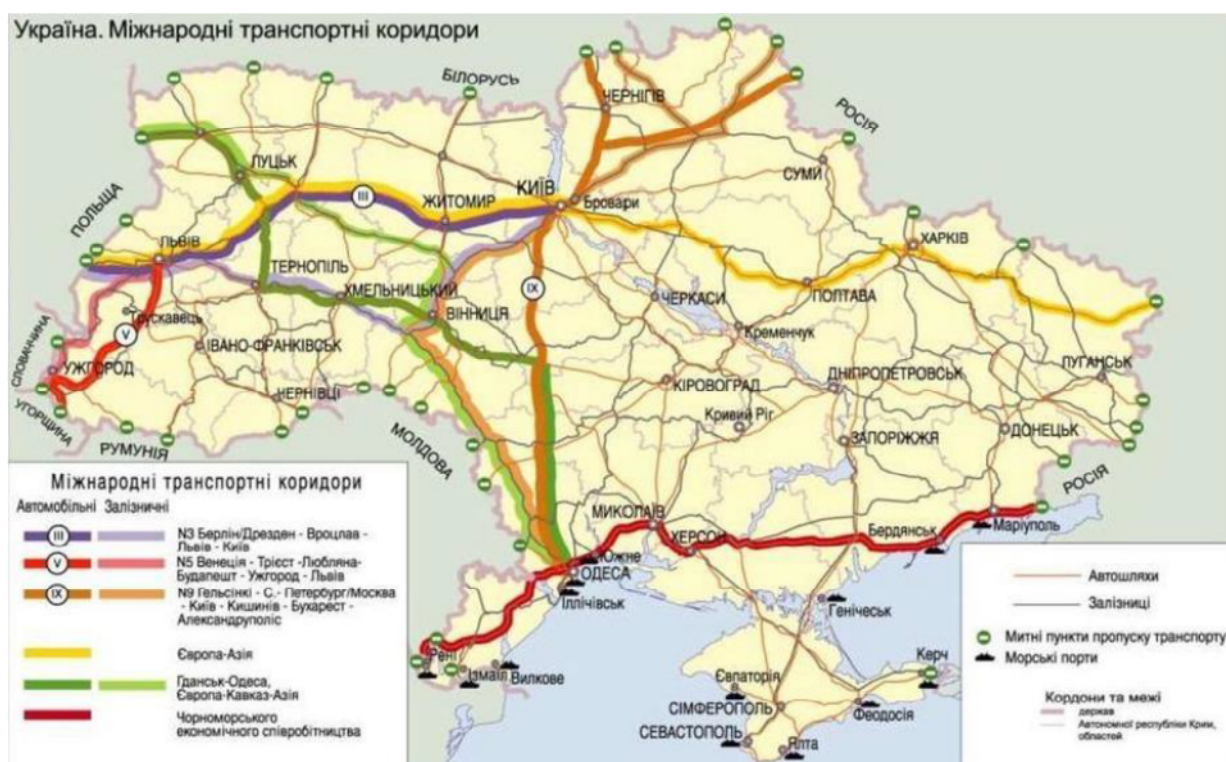 Україна. Міжнародні транспортні коридори
БІЛОРУСЬ
ЧЕРНІГІВ
РОСІЯ
ЛУЦЬК
СУМИ
КИЇВ
III
ЖИТОМИР
Бровари
ПОЛЬЩА
ХАРКІВ
ЛЬВІВ
ТЕРНОПІЛЬ
ХМЕЛЬНИЦЬКИЙ
IX
ПОЛТАВА
ЧЕРКАСИ
Трускавець
V
ВІННИЦЯ
Кременчук
СЛОВАЧЧИНА
ІВАНО-ФРАНКІВСЬК
УЖГОРОД
ЛУГАНСЬК
КІРОВОГРАД
ДНІПРОПЕТРОВСЬК
УГОРЩИНА
ЧЕРНІВЦІ
Кривий Ріг
РУМУНІЯ
МОЛДОВА
ЗАПОРІЖЖЯ
ДОНЕЦЬК
РОСІЯ
МИКОЛАЇВ
Маріуполь
Бердянськ
ХЕРСОН
Южне
ОДЕСА
Іллічівськ
Генічеськ
Рені
Ізмаїл
Вилкове
Керч
Євпаторія
СІМФЕРОПОЛЬ
Феодосія
СЕВАСТОПОЛЬ
Ялта
Міжнародні транспортні коридори
Автомобільні Залізничні
III N3 Берлін/Дрезден - Вроцлав -
Львів - Київ
V N5 Венеція - Трієст -Любляна-
Будапешт - Ужгород - Львів
IX N9 Гельсінкі - С.- Петербург/Москва
- Київ - Кишинів - Бухарест -
Александруполіс
Європа-Азія
Гданськ-Одеса,
Європа-Кавказ-Азія
Чорноморського
економічного співробітництва
Автошляхи
Залізниці
Митні пункти пропуску транспорту
Морські порти
Кордони та межі
держав
Автономної республіки Крим,
областей